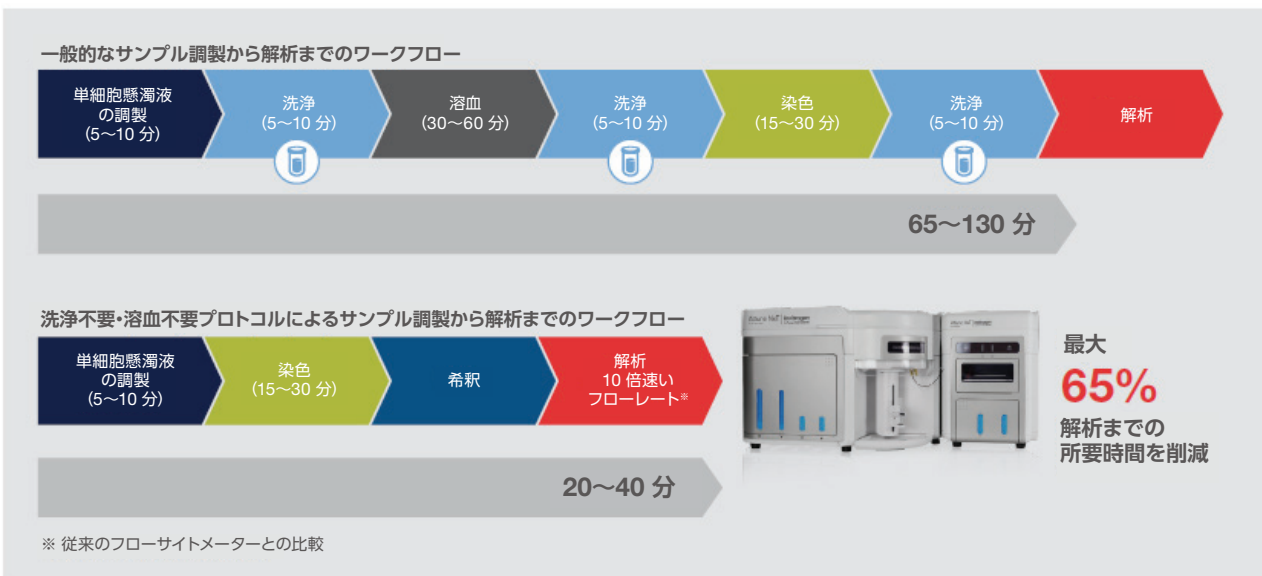 一般的なサンプル調製から解析までのワークフロー
単細胞懸濁液
の調製
(5〜10 分)
洗浄
(5〜10 分)
溶血
(30〜60 分)
洗浄
(5〜10 分)
染色
(15〜30 分)
洗浄
(5〜10 分)
解析
65〜130 分
洗浄不要・溶血不要プロトコルによるサンプル調製から解析までのワークフロー
単細胞懸濁液
の調製
(5〜10 分)
染色
(15〜30 分)
希釈
解析
10 倍速い
フローレート※
20〜40 分
最大
65%
解析までの
所要時間を削減
※ 従来のフローサイトメーターとの比較